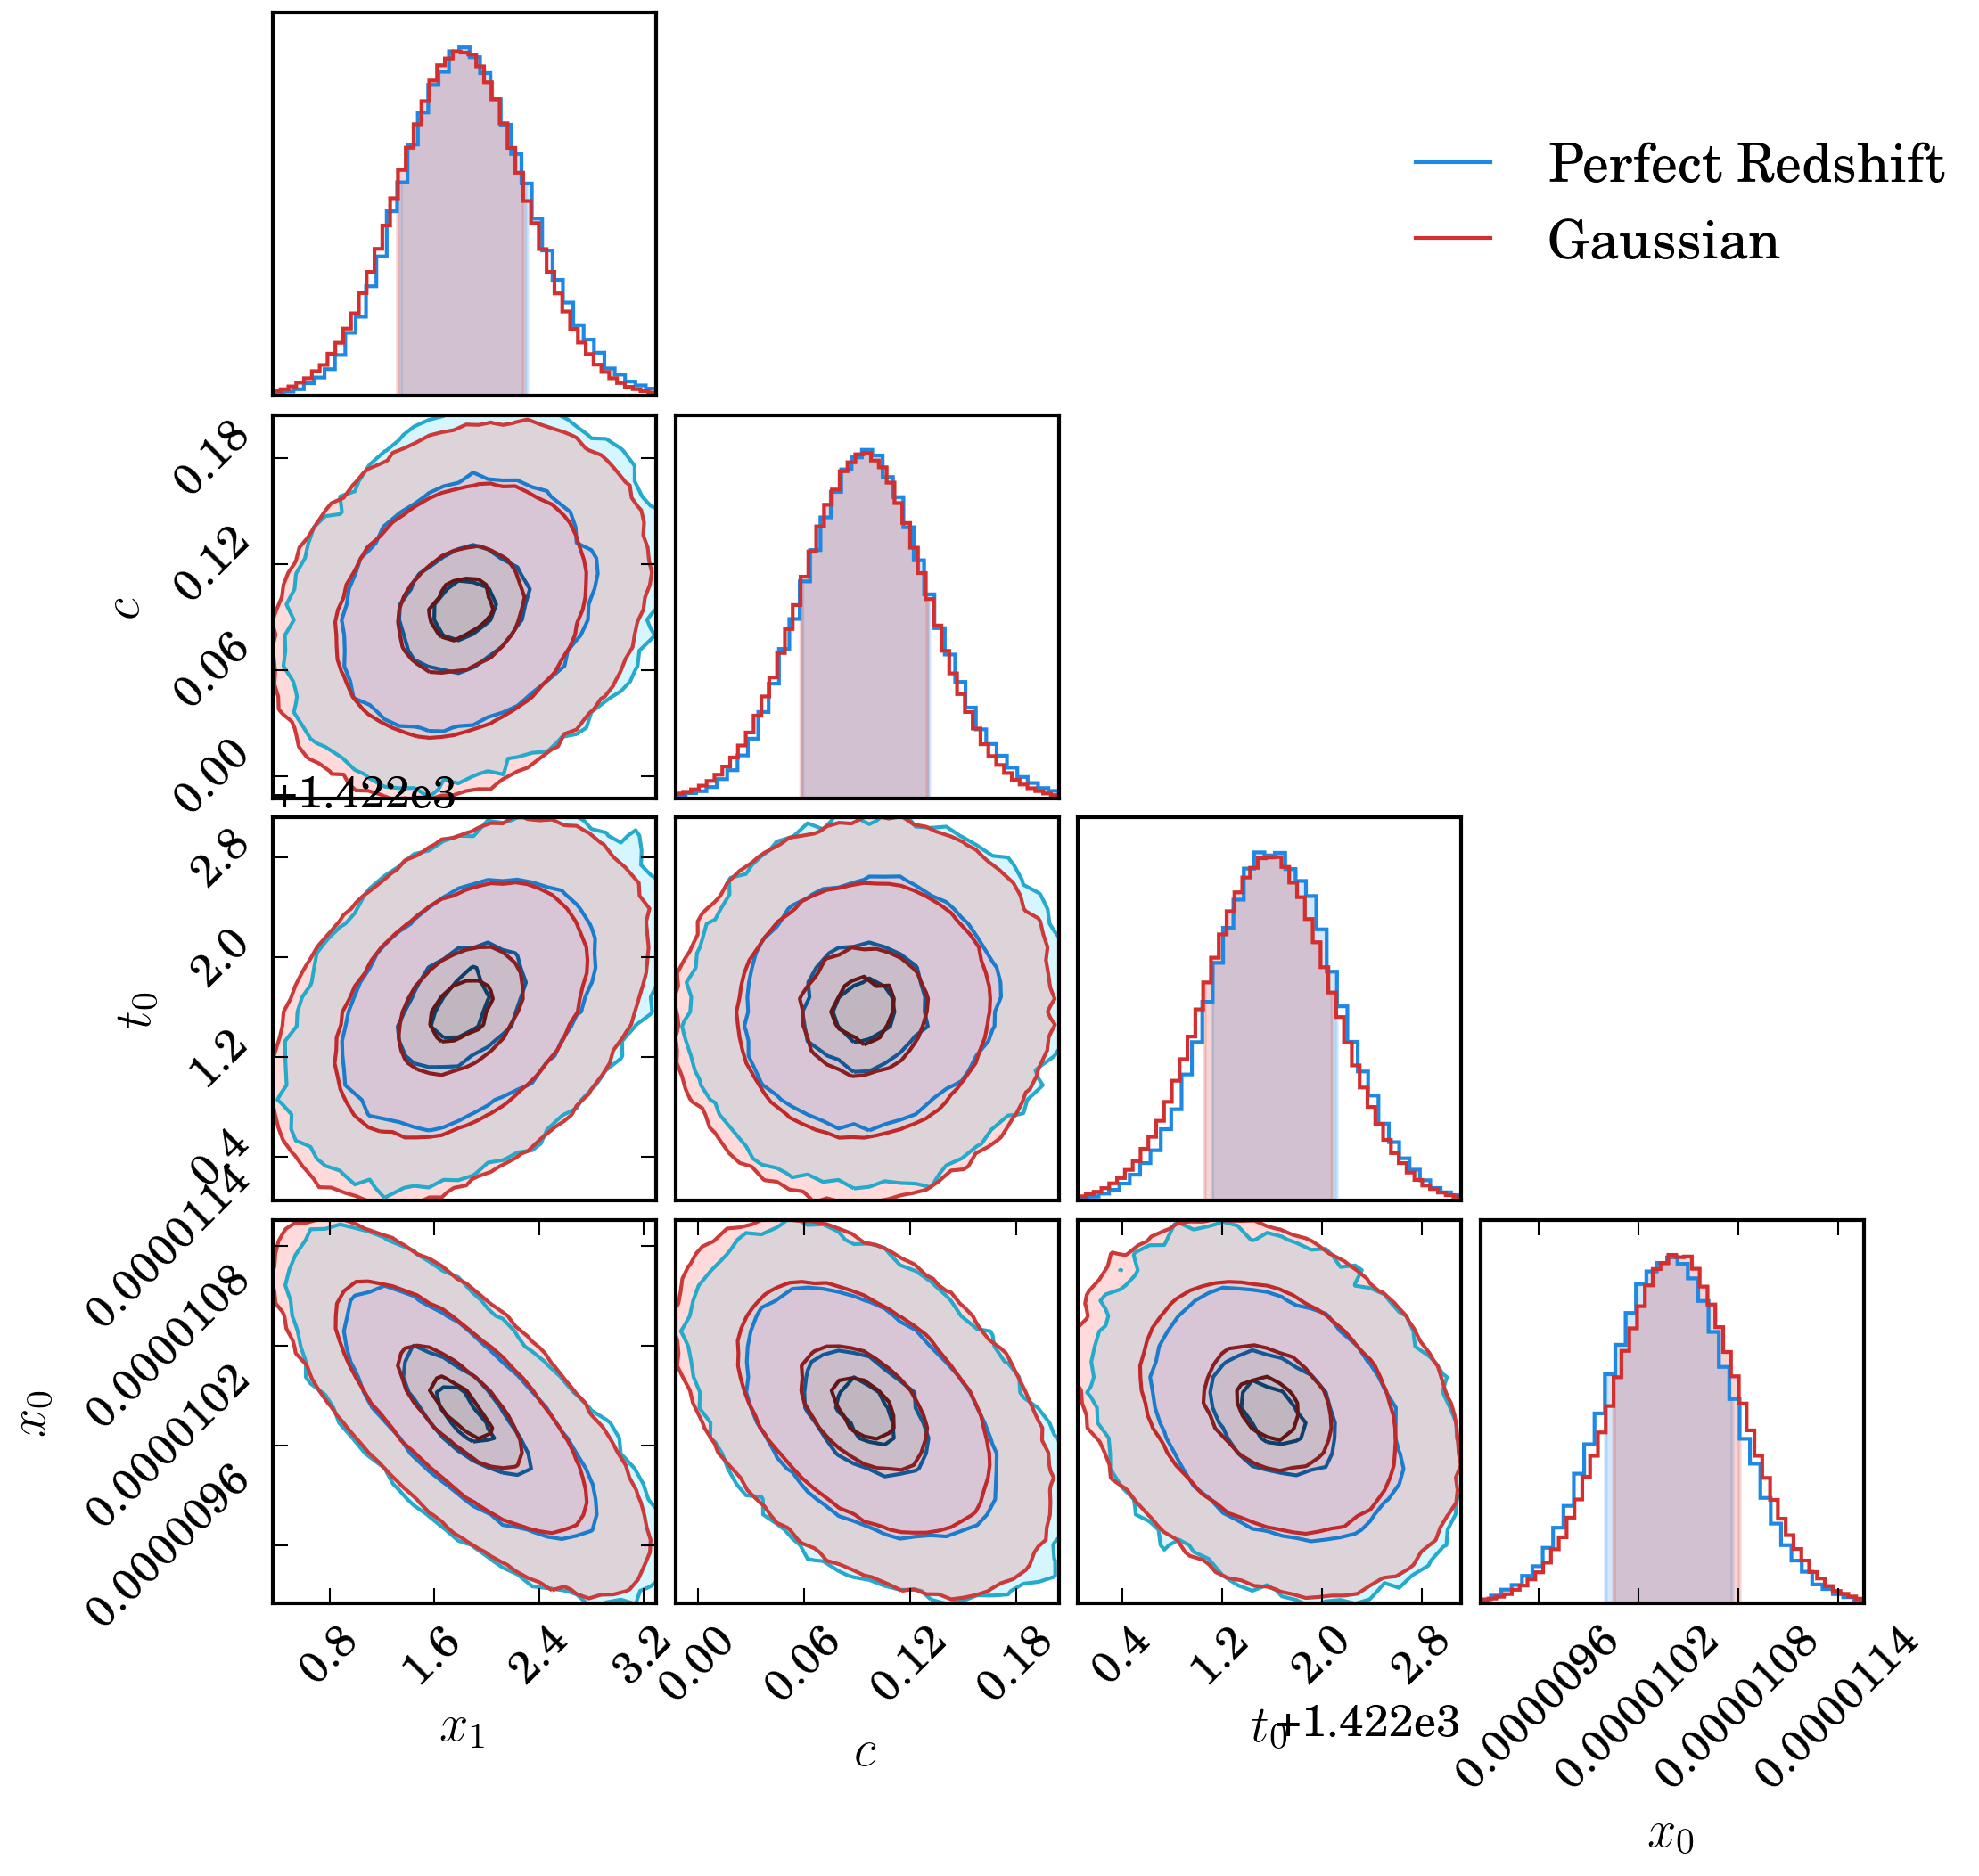 Perfect Redshift
Gaussian
0.18
0.12
c
0.06
0.00
+1.422e3
2.8
2.0
t0
1.2
0.4
0.0000114
0.0000108
0.0000102
x0
0.0000096
0.8 1.6 2.4 3.2 0.00 0.06 0.12 0.18 0.4 1.2 2.0 2.8 0.0000096 0.0000102 0.0000108 0.0000114
x1 c t0 +1.422e3
x0